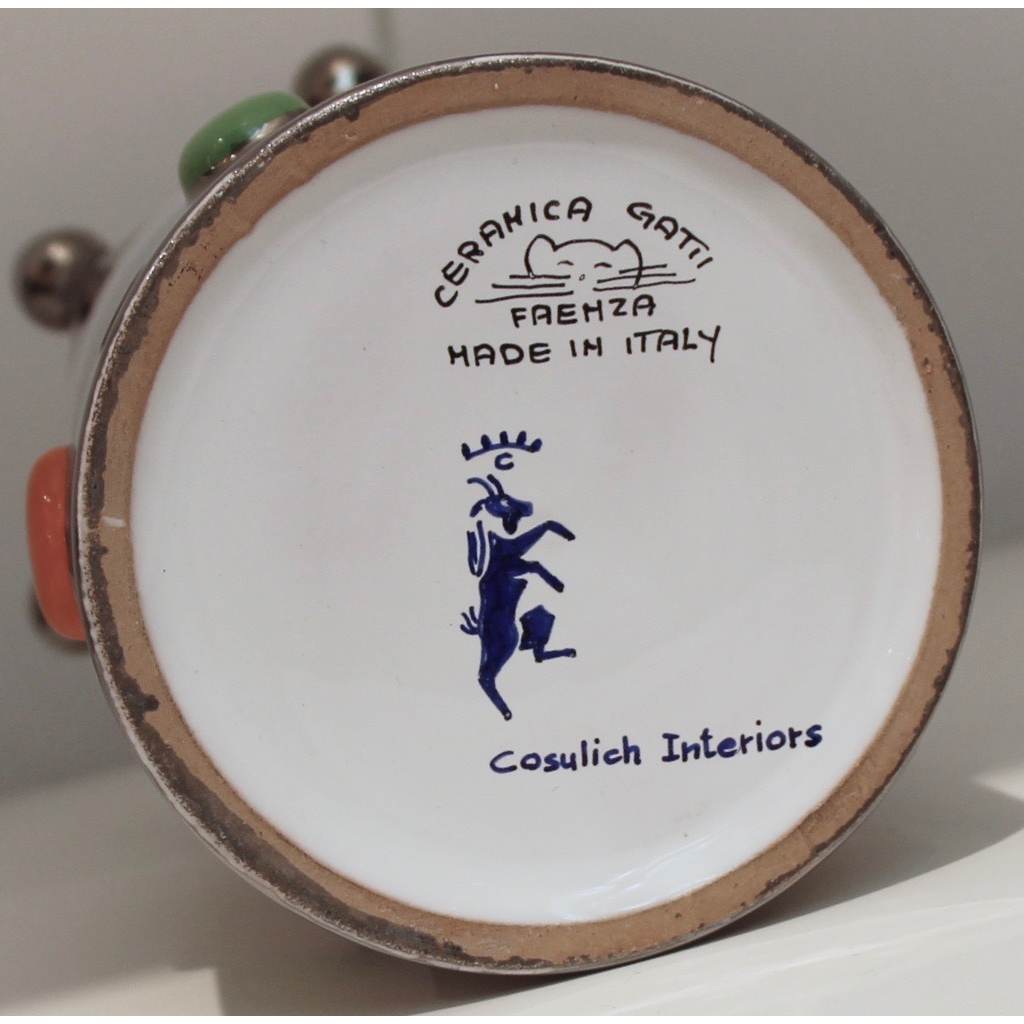 CERAMICA GATTI
FAENZA
MADE IN ITALY
C
Cosulich Interiors